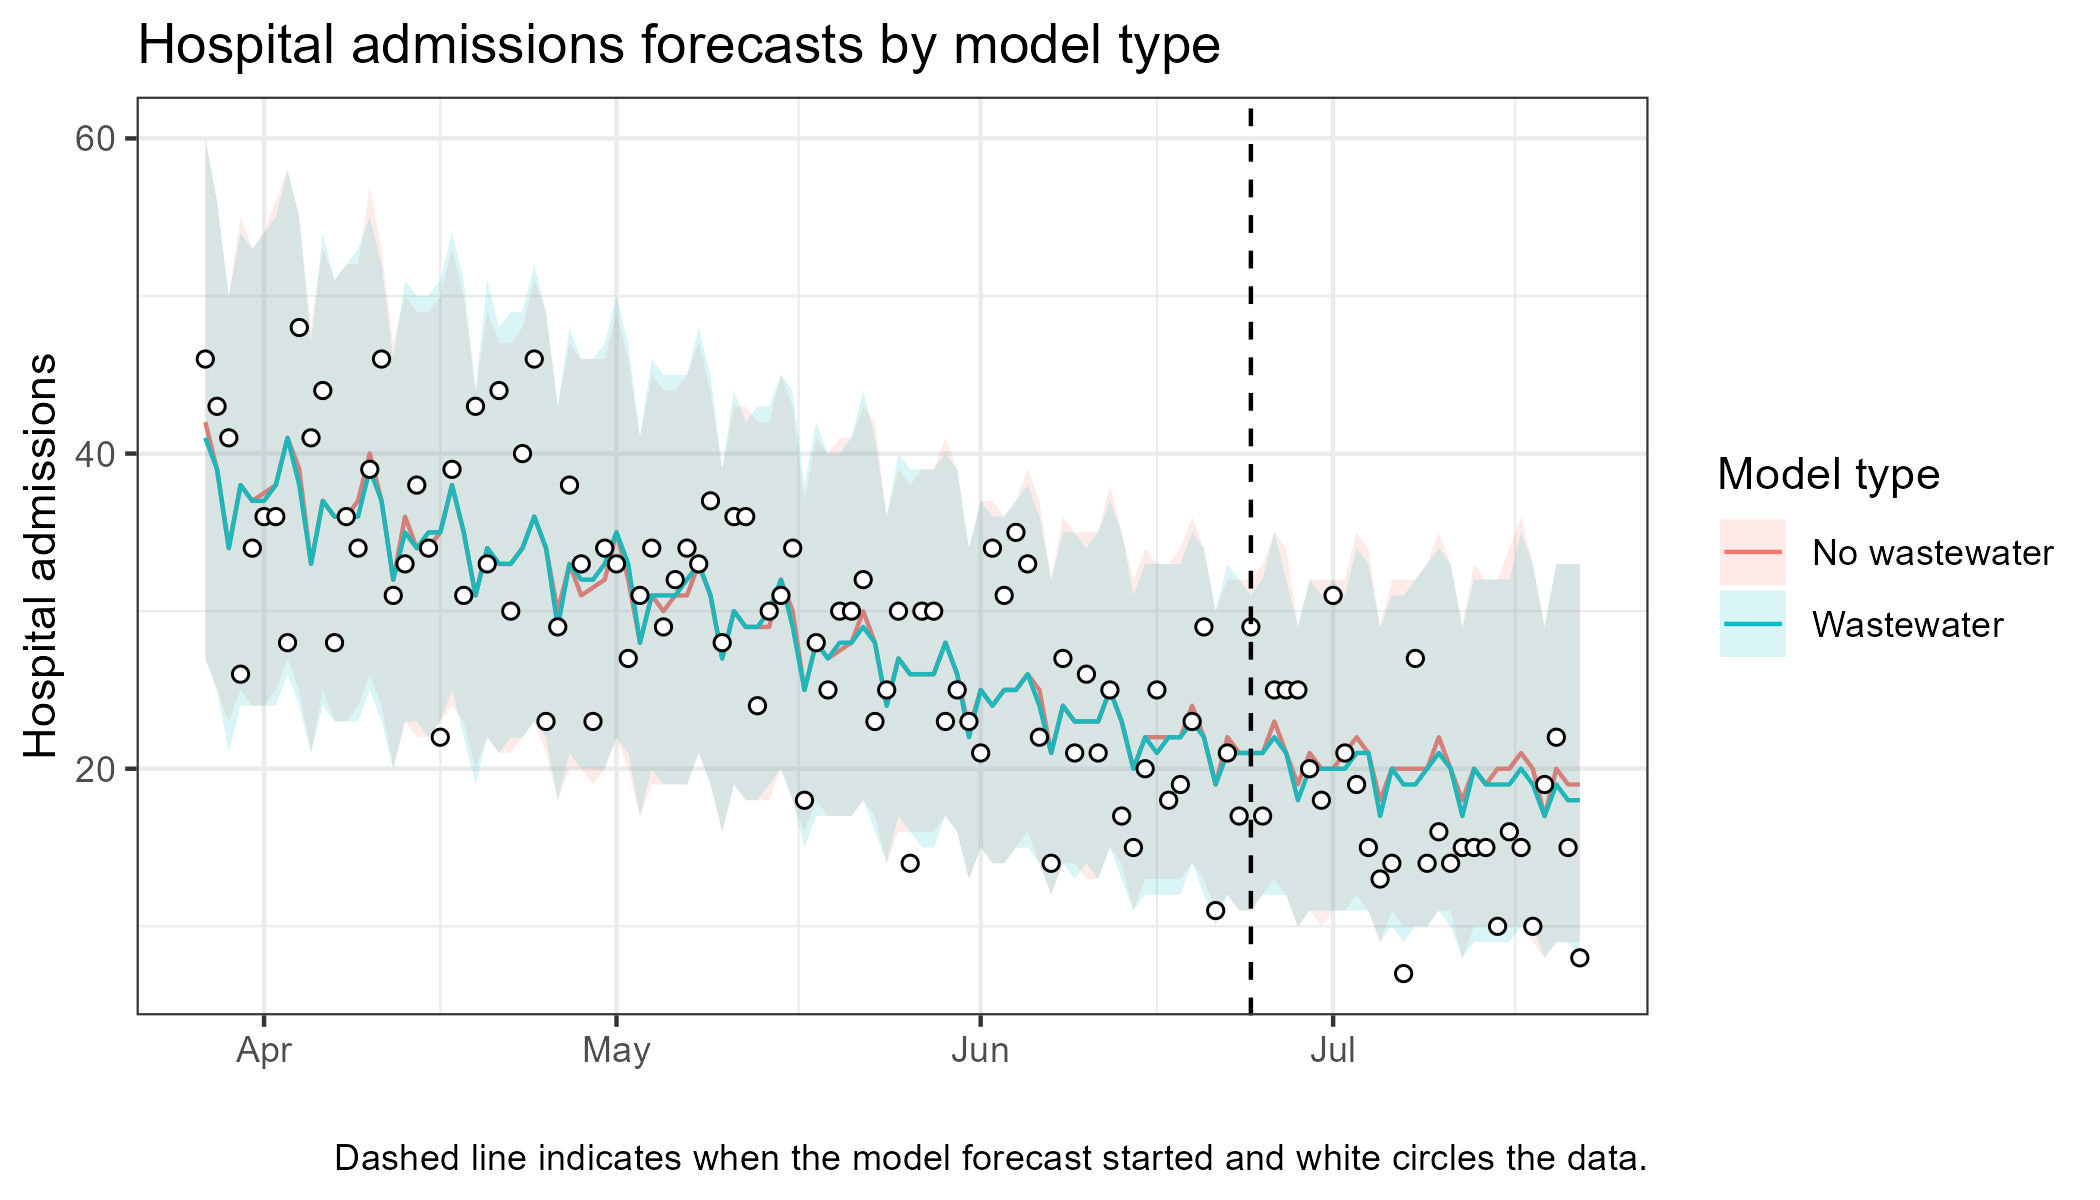 Hospital admissions forecasts by model type
60
40
20
Hospital admissions
Apr May Jun Jul
Model type
No wastewater
Wastewater
Dashed line indicates when the model forecast started and white circles the data.